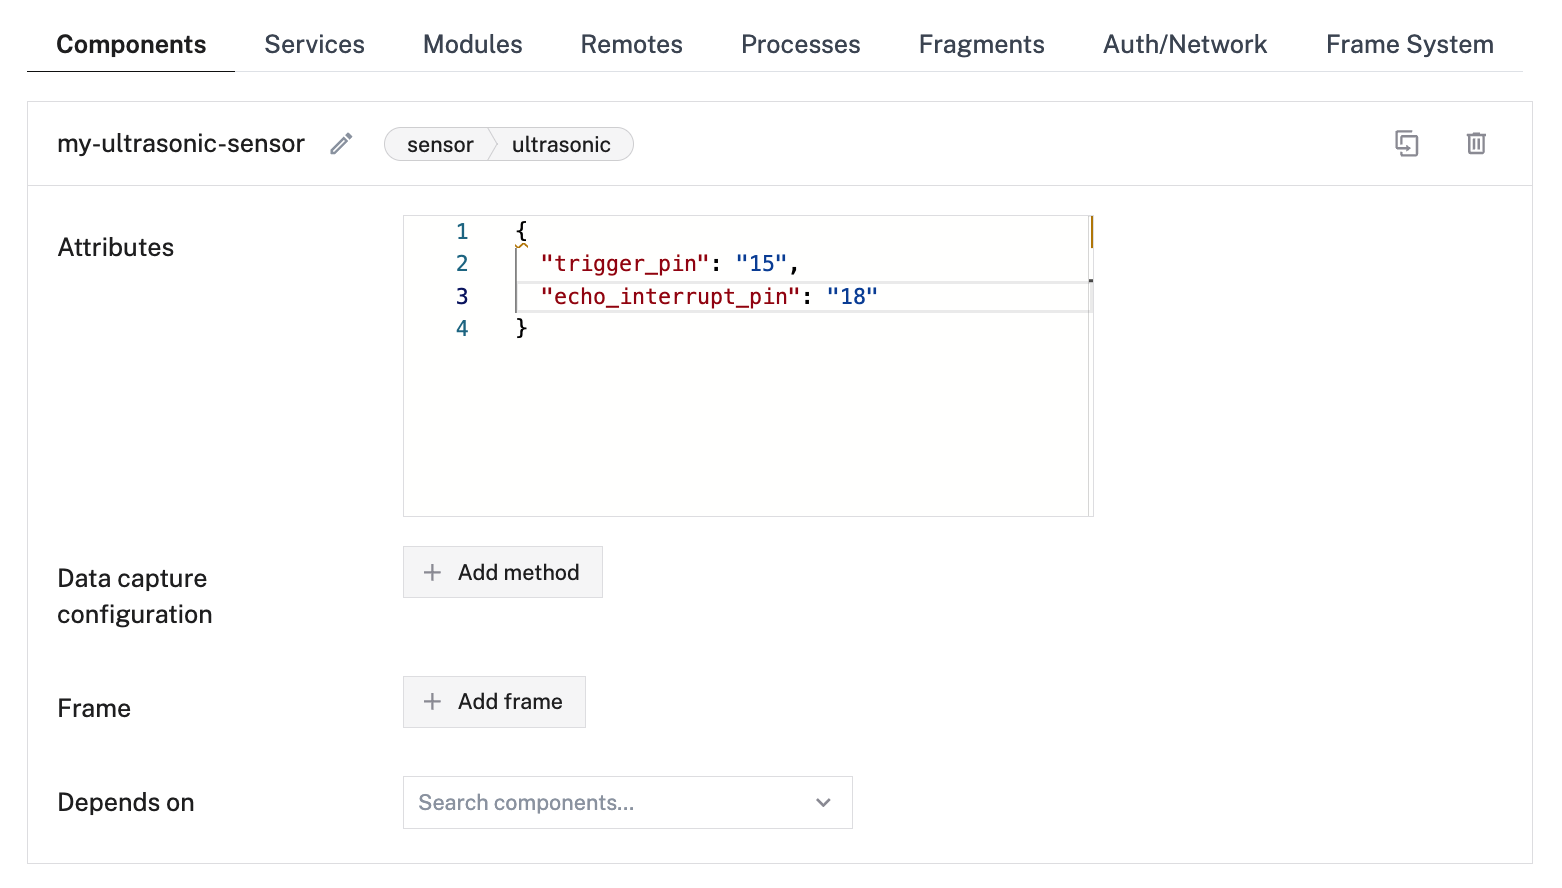 Components Services Modules Remotes Processes Fragments Auth/Network Frame System
my-ultrasonic-sensor sensor ultrasonic
Attributes
1 {
2 "trigger_pin": "15",
3 "echo_interrupt_pin": "18"
4 }
Data capture
configuration
+ Add method
Frame
+ Add frame
Depends on
Search components...